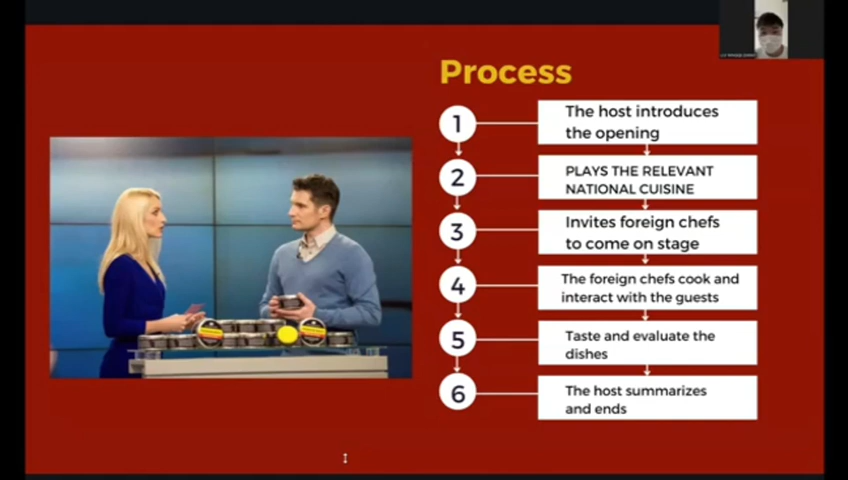 Process
1
The host introduces
the opening
2
PLAYS THE RELEVANT
NATIONAL CUISINE
3
Invites foreign chefs
to come on stage
4
The foreign chefs cook and
interact with the guests
5
Taste and evaluate the
dishes
6
The host summarizes
and ends